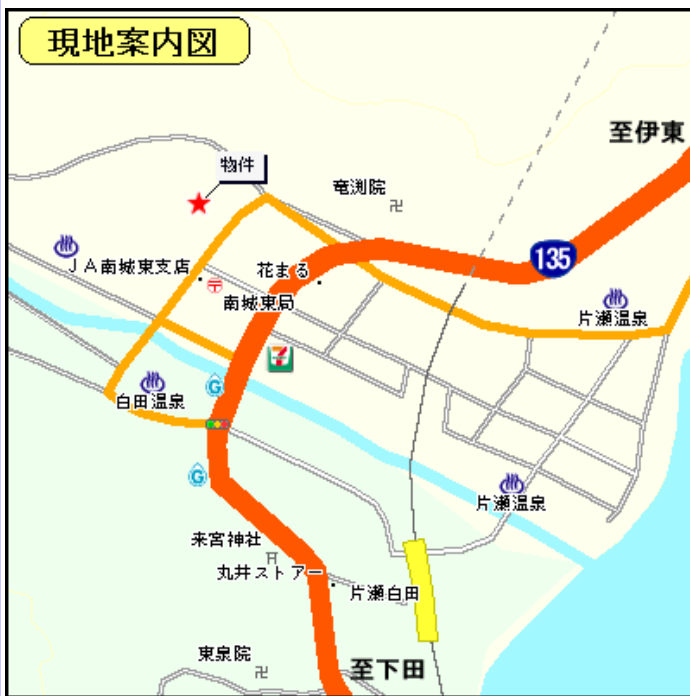 現地案内図
至伊東
物件
竜渕院
135
JA南城東支店
花まる
南城東局
片瀬温泉
7
G
白田温泉
G
片瀬温泉
来宮神社
丸井ストアー
片瀬白田
東泉院
至下田